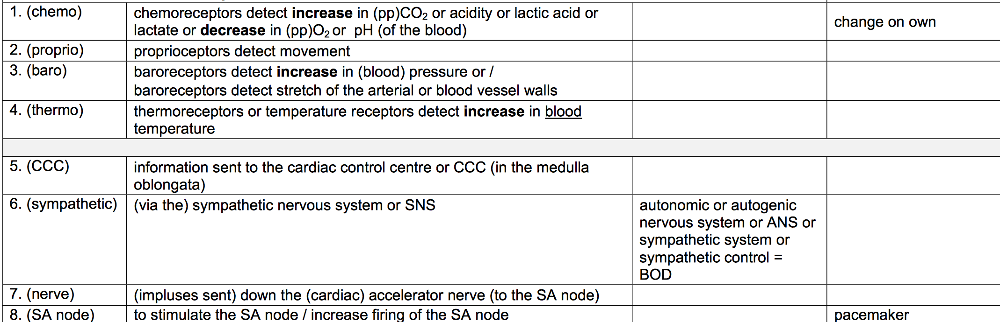 1. (chemo)
chemoreceptors detect increase in (pp)CO₂ or acidity or lactic acid or
lactate or decrease in (pp)O₂ or  pH (of the blood)
change on own
2. (proprio)
proprioceptors detect movement
3. (baro)
baroreceptors detect increase in (blood) pressure or /
baroreceptors detect stretch of the arterial or blood vessel walls
4. (thermo)
thermoreceptors or temperature receptors detect increase in blood
temperature
5. (CCC)
information sent to the cardiac control centre or CCC (in the medulla
oblongata)
6. (sympathetic)
(via the) sympathetic nervous system or SNS
autonomic or autogenic
nervous system or ANS or
sympathetic system or
sympathetic control =
BOD
7. (nerve)
(impluses sent) down the (cardiac) accelerator nerve (to the SA node)
8. (SA node)
to stimulate the SA node / increase firing of the SA node
pacemaker